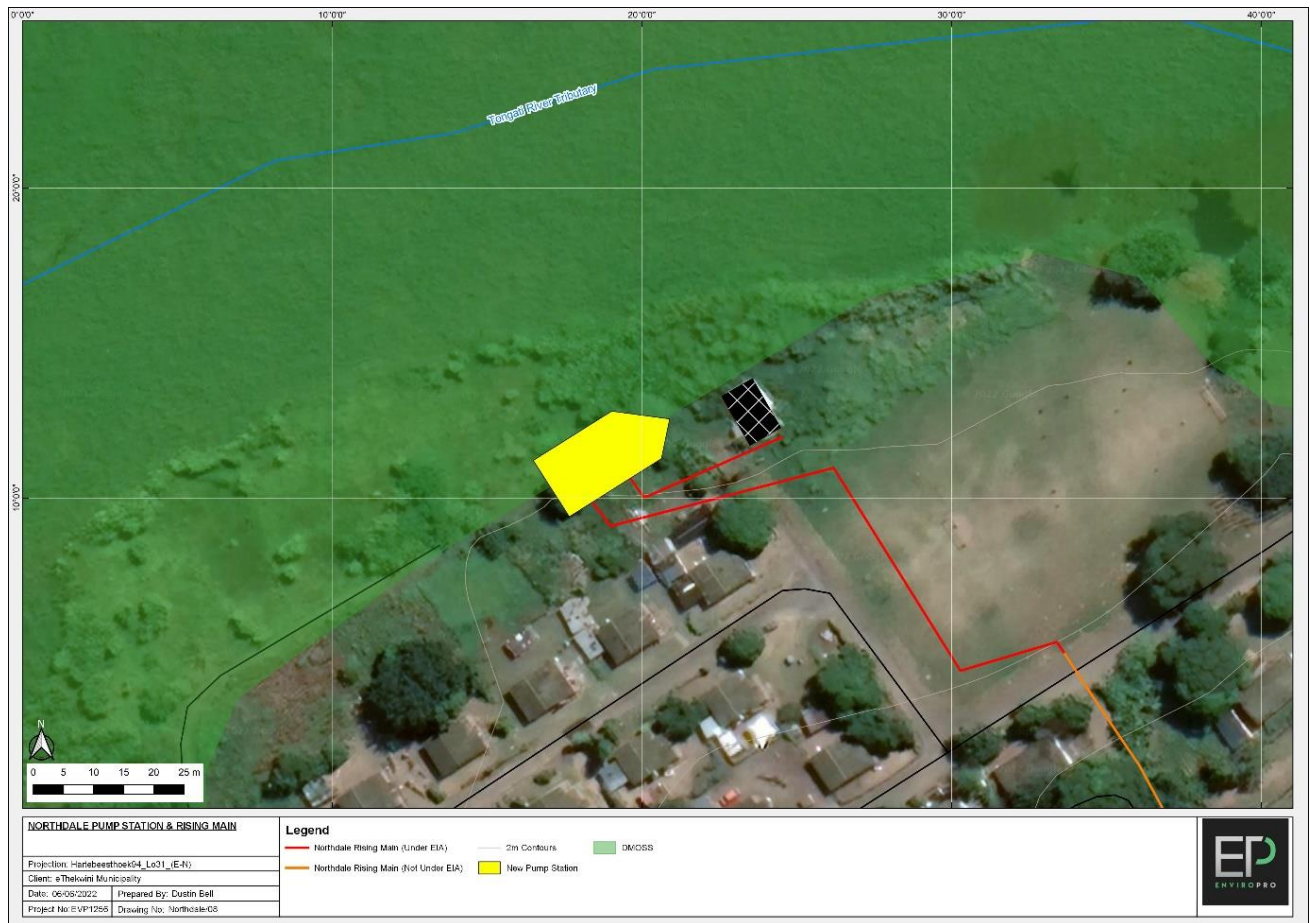 0°0'0" 10°0'0" 20°0'0" 30°0'0" 40°0'0"
Tongati River Tributary
20°0'0"
10°0'0"
N
0 5 10 15 20 25 m
NORTHDALE PUMP STATION & RISING MAIN
Projection: Hartebeesthoek94_Lo31_(E-N)
Client: eThekwini Municipality
Date: 06/06/2022 Prepared By: Dustin Bell
Project No:EVP1256 Drawing No: Northdale/08
Legend
Northdale Rising Main (Under EIA) 2m Contours DMOSS
Northdale Rising Main (Not Under EIA) New Pump Station
EP
ENVIROPRO